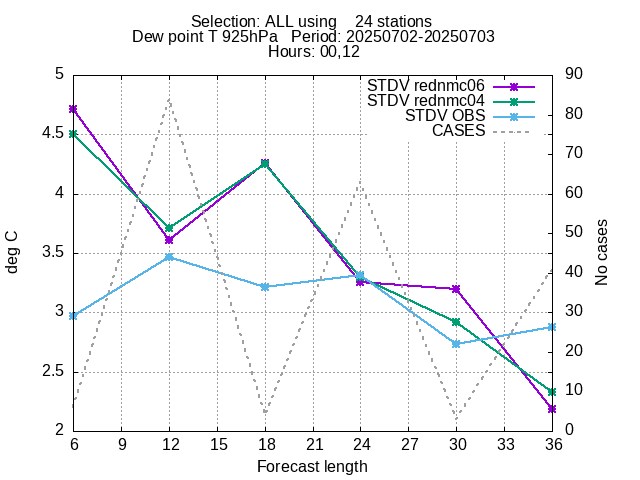 Selection: ALL using    24 stations
Dew point T 925hPa   Period: 20250702-20250703
Hours: 00,12
STDV rednmc06
STDV rednmc04
STDV OBS
CASES
5
4.5
4
3.5
3
2.5
2
90
80
70
60
50
40
30
20
10
0
deg C
No cases
6 9 12 15 18 21 24 27 30 33 36
Forecast length